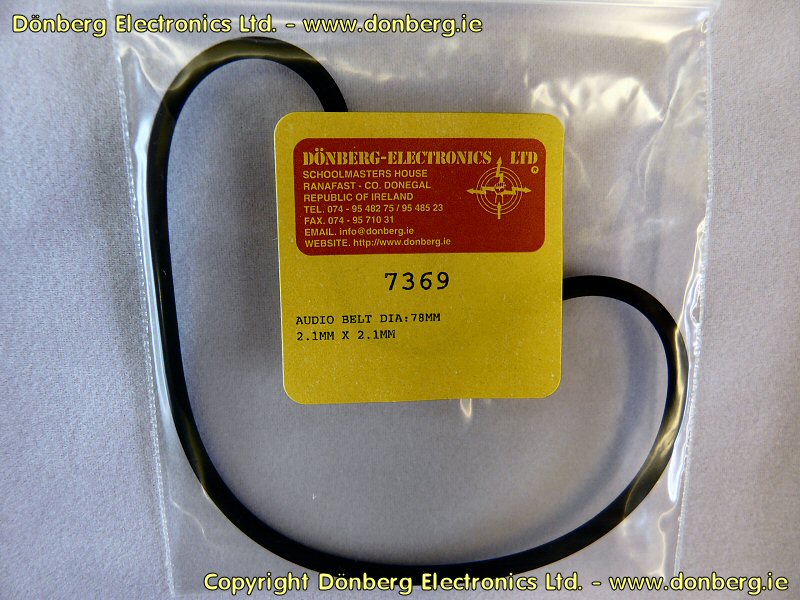 Dönberg Electronics Ltd. - www.donberg.ie
DÖNBERG-ELECTRONICS LTD
®
SCHOOLMASTERS HOUSE
RANAFAST - CO. DONEGAL
REPUBLIC OF IRELAND
TEL. 074 - 95 482 75 / 95 485 23
FAX. 074 - 95 710 31
EMAIL. info@donberg.ie
WEBSITE. http://www.donberg.ie
7369
AUDIO BELT DIA:78MM
2.1MM X 2.1MM
Copyright Dönberg Electronics Ltd. - www.donberg.ie